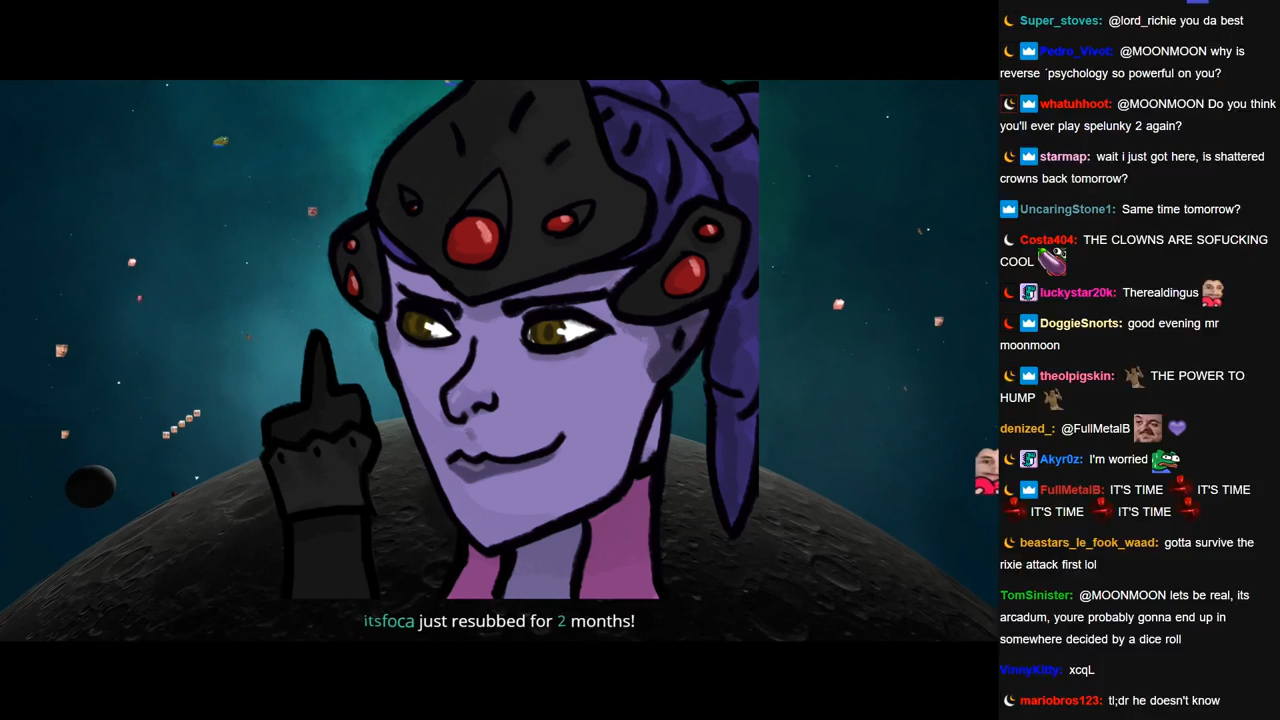 Super_stoves: @lord_richie you da best
Pedro_Vivot: @MOONMOON why is
reverse ´psychology so powerful on you?
whatuhhoot: @MOONMOON Do you think
you'll ever play spelunky 2 again?
starmap: wait i just got here, is shattered
crowns back tomorrow?
UncaringStone1: Same time tomorrow?
Costa404: THE CLOWNS ARE SOFUCKING
COOL
luckystar20k: Therealdingus
DoggieSnorts: good evening mr
moonmoon
theolpigskin: THE POWER TO
HUMP
denized_: @FullMetalB
Akyr0z: I'm worried
FullMetalB: IT'S TIME IT'S TIME
IT'S TIME IT'S TIME
beastars_le_fook_waad: gotta survive the
rixie attack first lol
TomSinister: @MOONMOON lets be real, its
arcadum, youre probably gonna end up in
somewhere decided by a dice roll
VinnyKitty: xcqL
mariobros123: tl;dr he doesn't know
itsfoca just resubbed for 2 months!